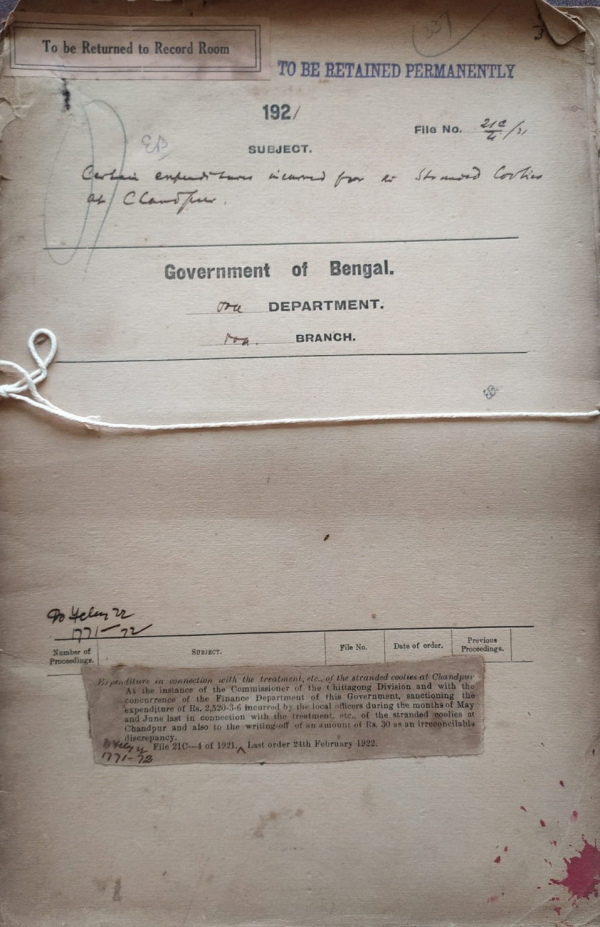 337
3
To be Returned to Record Room
TO BE RETAINED PERMANENTLY
1921
File No. 21C/4/21
SUBJECT.
Certain expenditures incurred for the Stranded Coolies
at Chandpur.
Government of Bengal.
DEPARTMENT.
BRANCH.
771-72
Number of Proceedings.
SUBJECT.
File No.
Date of order.
Previous Proceedings.
Expenditure in connection with the treatment, etc., of the stranded coolies at Chandpur
At the instance of the Commissioner of the Chittagong Division and with the
concurrence of the Finance Department of this Government, sanctioning the
expenditure of Rs. 2,520-3-6 incurred by the local officers during the months of May
and June last in connection with the treatment, etc., of the stranded coolies at
Chandpur and also to the writing-off of an amount of Rs. 30 as an irreconcilable
discrepancy.
File 21C—4 of 1921. Last order 24th February 1922.
771-72